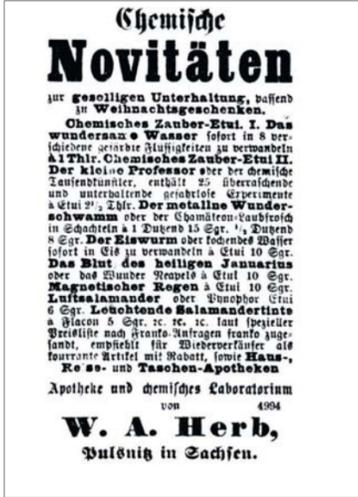 Chemische
Novitäten
zur geselligen Unterhaltung, passend
zu Weihnachtsgeschenken.
Chemisches Zauber-Etui. I. Das
wundersame Wasser sofort in 8 ver-
schiedene gefärbte Flüssigkeiten zu verwandeln
à 1 Thlr. Chemisches Zauber-Etui II.
Der kleine Professor oder der chemische
Tausendkünstler, enthält 25 überraschende
und unterhaltende gefahrlose Experimente
à Etui 2½ Thlr. Der metallne Wunder-
schwamm oder der Chamäleon-Laubfrosch
in Schachteln à 1 Dutzend 15 Sgr. ½ Dutzend
8 Sgr. Der Eiswurm oder kochendes Wasser
sofort in Eis zu verwandeln à Etui 10 Sgr.
Das Blut des heiligen Januarius
oder das Wunder Neapels à Etui 10 Sgr.
Magnetischer Regen à Etui 10 Sgr.
Luftsalamander oder Pynophor Etui
6 Sgr. Leuchtende Salamandertinte
à Flacon 5 Sgr. ꝛc. ꝛc. ꝛc. laut spezieller
Preisliste nach Franko-Anfragen franko zuge-
sandt, empfiehlt für Wiederverkäufer als
kourrante Artikel mit Rabatt, sowie Haus-,
Reise- und Taschen-Apotheken
Apotheke und chemisches Laboratorium
von 4994
W. A. Herb,
Pulsnitz in Sachsen.